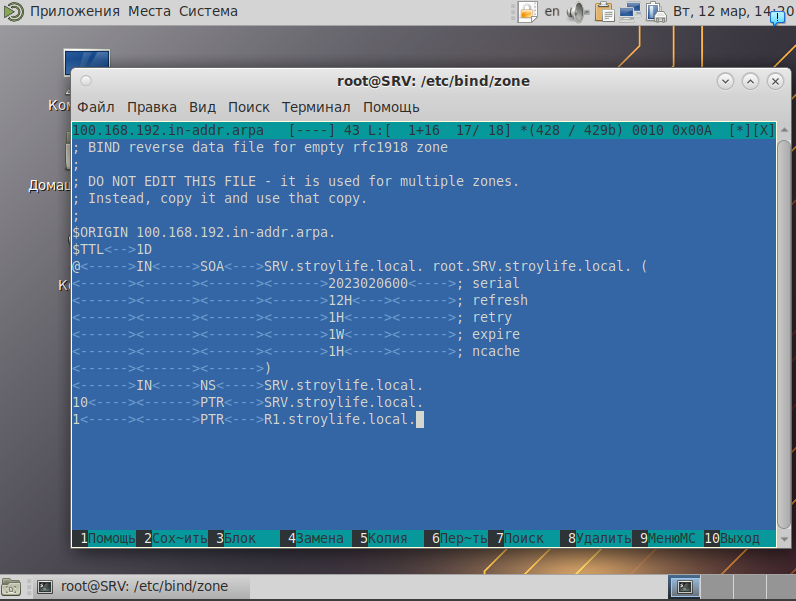 Приложения Места Система
en
Вт, 12 мар, 14:20
root@SRV: /etc/bind/zone
Файл Правка Вид Поиск Терминал Помощь
100.168.192.in-addr.arpa [----] 43 L:[ 1+16 17/ 18] *(428 / 429b) 0010 0x00A [*][X]
; BIND reverse data file for empty rfc1918 zone
;
; DO NOT EDIT THIS FILE - it is used for multiple zones.
; Instead, copy it and use that copy.
;
$ORIGIN 100.168.192.in-addr.arpa.
$TTL<-->1D
@<----->IN<---->SOA<--->SRV.stroylife.local. root.SRV.stroylife.local. (
<------><------><------><------>2023020600<---->; serial
<------><------><------><------>12H<---><------>; refresh
<------><------><------><------>1H<----><------>; retry
<------><------><------><------>1W<----><------>; expire
<------><------><------><------>1H<----><------>; ncache
<------><------><------>)
<------>IN<---->NS<---->SRV.stroylife.local.
10<----><------>PTR<--->SRV.stroylife.local.
1<-----><------>PTR<--->R1.stroylife.local.
1Помощь 2Сох~ить 3Блок 4Замена 5Копия 6Пер~ть 7Поиск 8Удалить 9МенюMC 10Выход
root@SRV: /etc/bind/zone